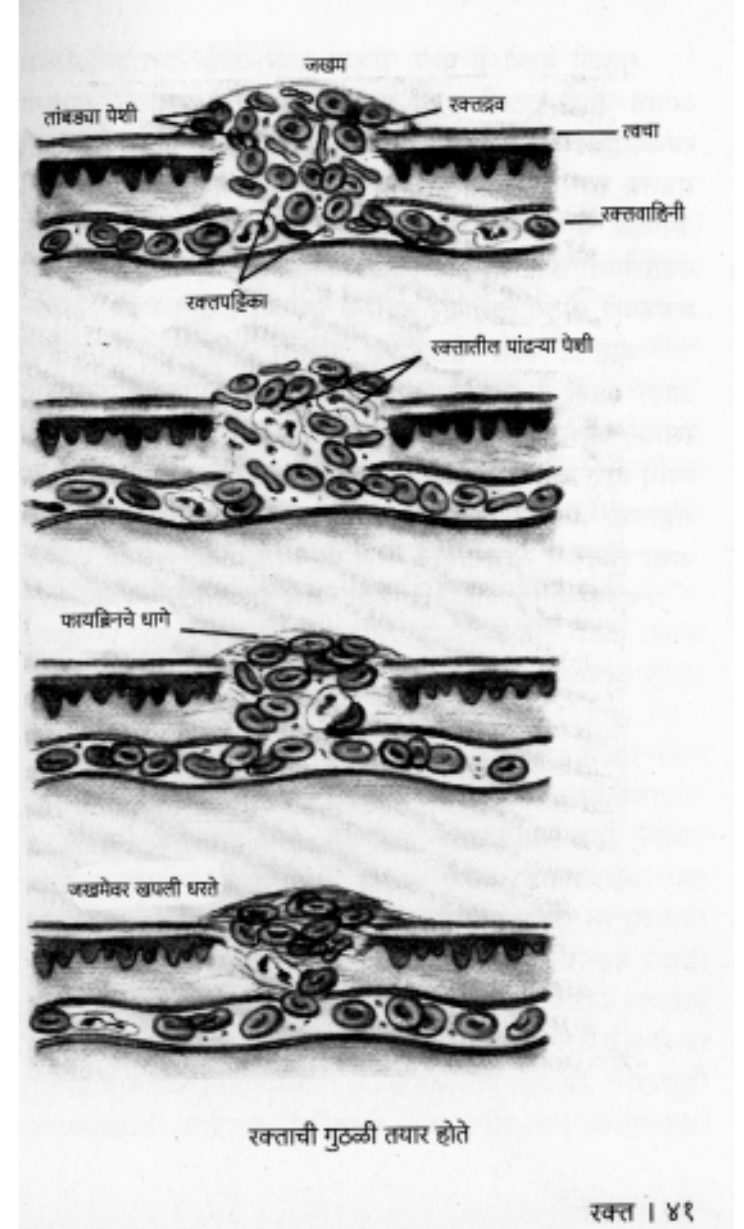 जखम
तांबड्या पेशी
रक्तद्रव
त्वचा
रक्तवाहिनी
रक्तपट्टिका
रक्तातील पांढऱ्या पेशी
फायब्रिनचे धागे
जखमेवर खपली धरते
रक्ताची गुठळी तयार होते
रक्त । ४१